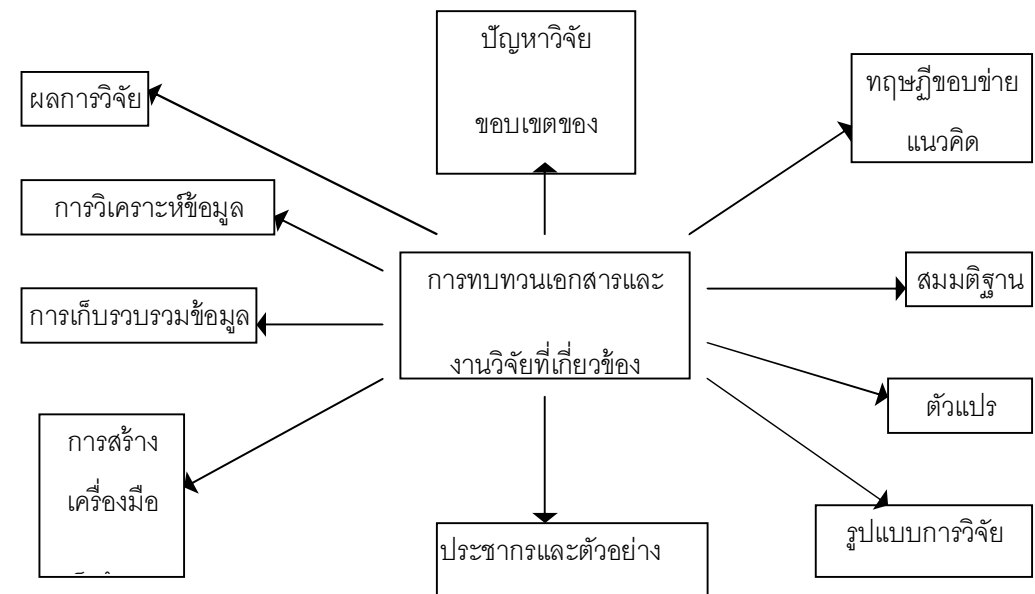 ปัญหาวิจัย
ขอบเขตของ
ทฤษฎีขอบข่าย
แนวคิด
ผลการวิจัย
การวิเคราะห์ข้อมูล
การทบทวนเอกสารและ
งานวิจัยที่เกี่ยวข้อง
สมมติฐาน
การเก็บรวบรวมข้อมูล
ตัวแปร
การสร้าง
เครื่องมือ
ประชากรและตัวอย่าง
รูปแบบการวิจัย